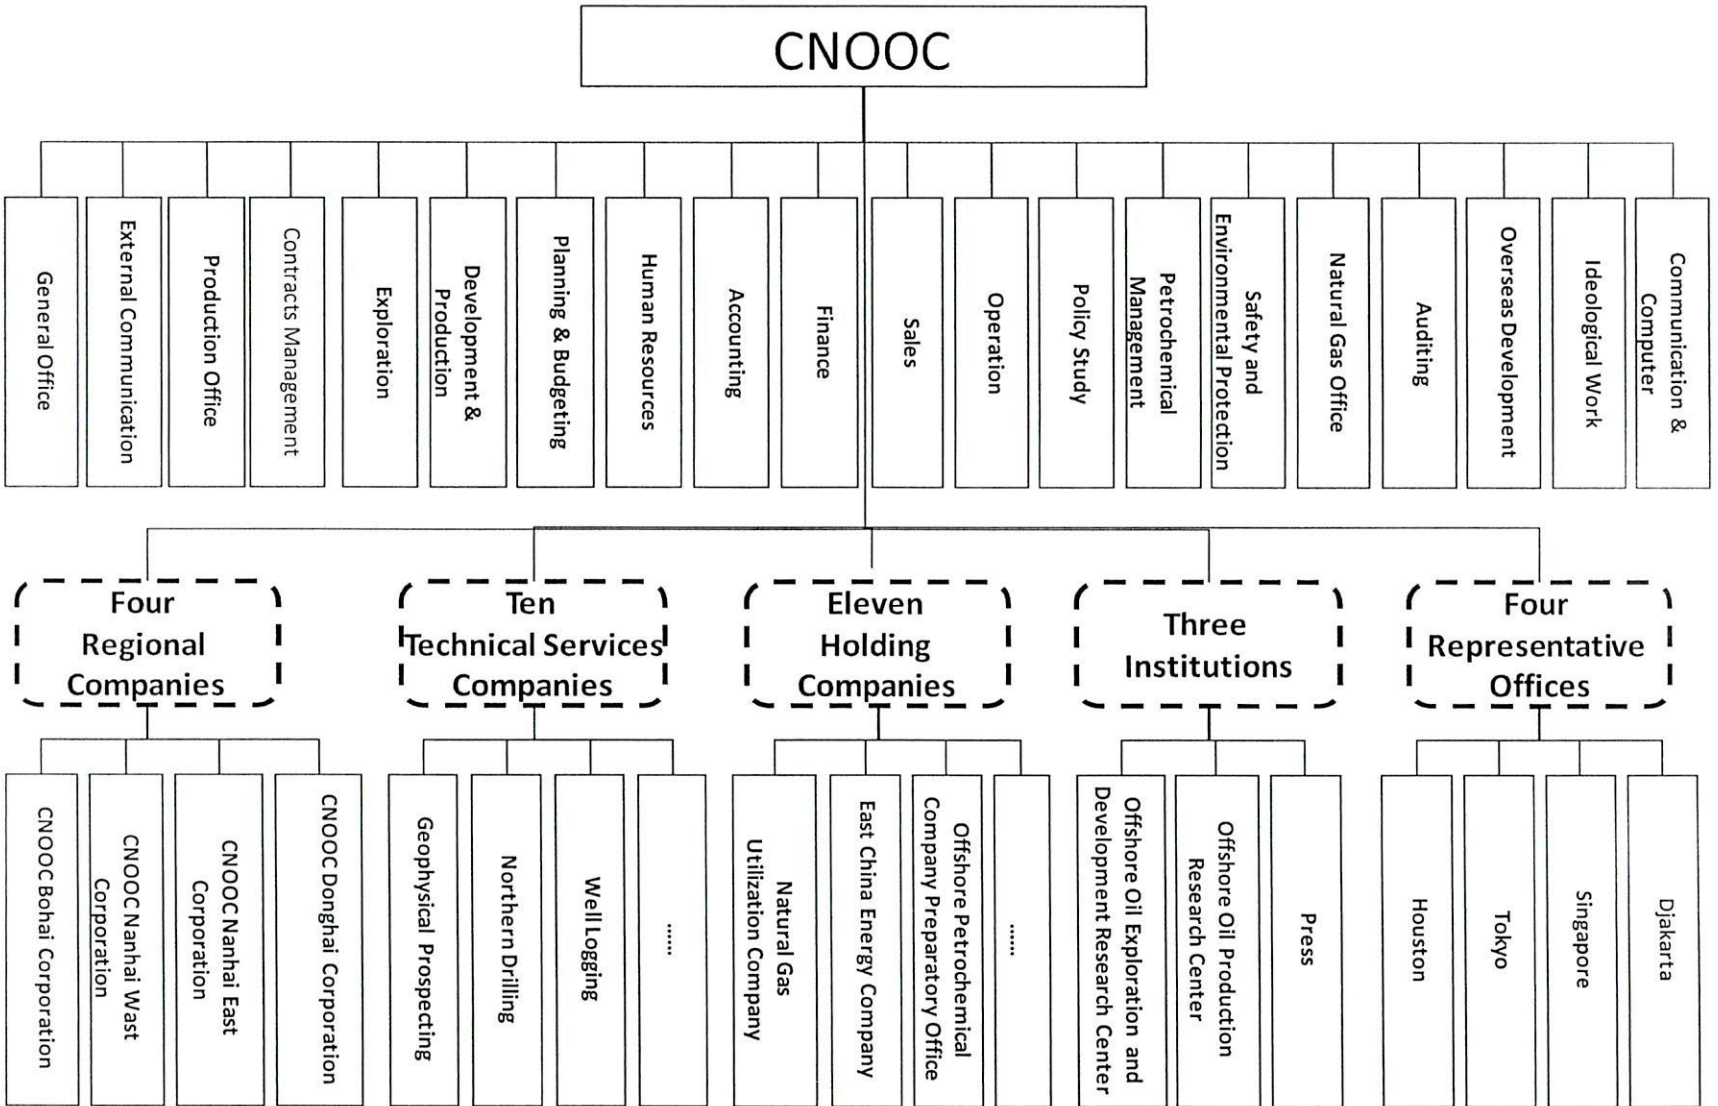 CNOOC
General Office
External Communication
Production Office
Contracts Management
Exploration
Development &
Production
Planning & Budgeting
Human Resources
Accounting
Finance
Sales
Operation
Policy Study
Petrochemical
Management
Safety and
Environmental Protection
Natural Gas Office
Auditing
Overseas Development
Ideological Work
Communication &
Computer
Four
Regional
Companies
Ten
Technical Services
Companies
Eleven
Holding
Companies
Three
Institutions
Four
Representative
Offices
CNOOC Bohai Corporation
CNOOC Nanhai Wast
Corporation
CNOOC Nanhai East
Corporation
CNOOC Donghai Corporation
Geophysical Prospecting
Northern Drilling
Well Logging
......
Natural Gas
Utilization Company
East China Energy Company
Offshore Petrochemical
Company Preparatory Office
......
Offshore Oil Exploration and
Development Research Center
Offshore Oil Production
Research Center
Press
Houston
Tokyo
Singapore
Djakarta